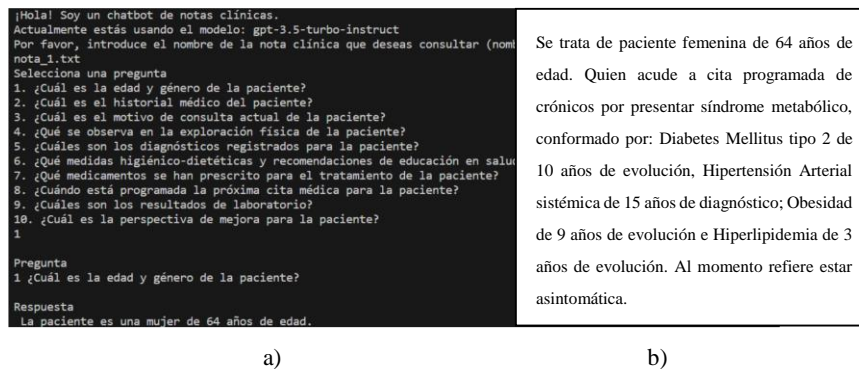 ¡Hola! Soy un chatbot de notas clínicas.
Actualmente estás usando el modelo: gpt-3.5-turbo-instruct
Por favor, introduce el nombre de la nota clínica que deseas consultar
nota_1.txt
Selecciona una pregunta
1. ¿Cuál es la edad y género de la paciente?
2. ¿Cuál es el historial médico del paciente?
3. ¿Cuál es el motivo de consulta actual de la paciente?
4. ¿Qué se observa en la exploración física de la paciente?
5. ¿Cuáles son los diagnósticos registrados para la paciente?
6. ¿Qué medidas higiénico-dietéticas y recomendaciones de educación en
7. ¿Qué medicamentos se han prescrito para el tratamiento de la paciente?
8. ¿Cuándo está programada la próxima cita médica para la paciente?
9. ¿Cuáles son los resultados de laboratorio?
10. ¿Cuál es la perspectiva de mejora para la paciente?
1
Pregunta
1 ¿Cuál es la edad y género de la paciente?
Respuesta
La paciente es una mujer de 64 años de edad.
a)
Se trata de paciente femenina de 64 años de
edad. Quien acude a cita programada de
crónicos por presentar síndrome metabólico,
conformado por: Diabetes Mellitus tipo 2 de
10 años de evolución, Hipertensión Arterial
sistémica de 15 años de diagnóstico; Obesidad
de 9 años de evolución e Hiperlipidemia de 3
años de evolución. Al momento refiere estar
asintomática.
b)